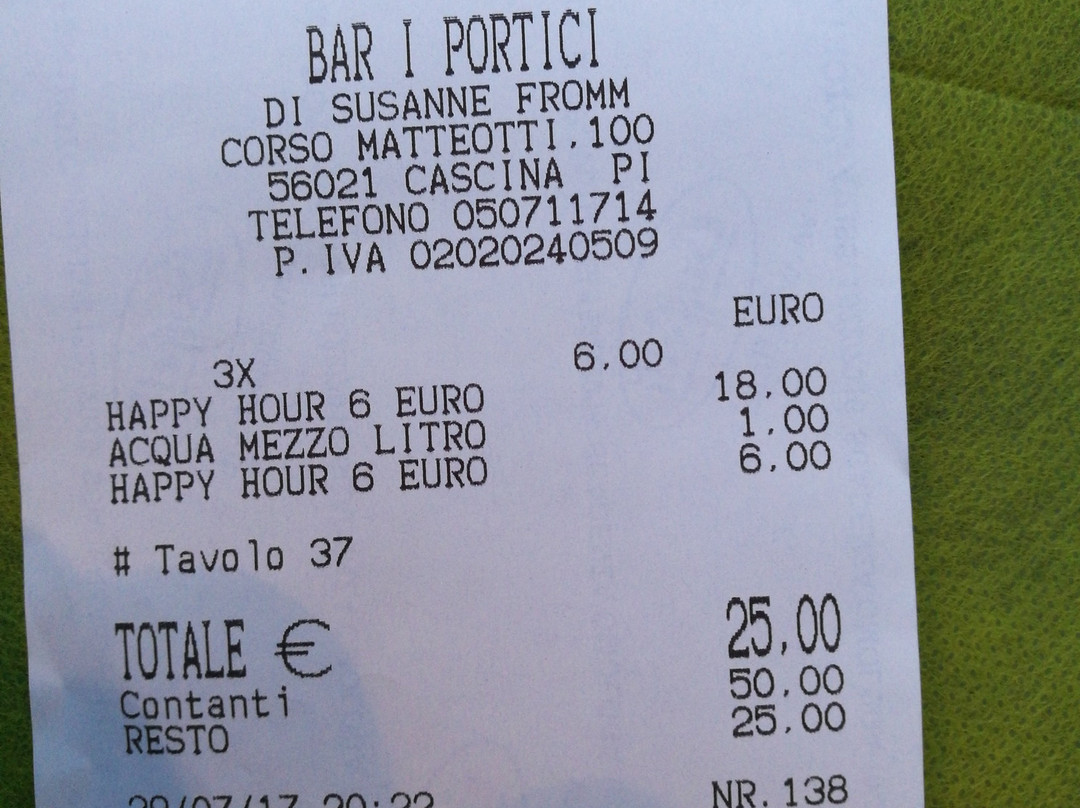 BAR I PORTICI
DI SUSANNE FROMM
CORSO MATTEOTTI,100
56021 CASCINA PI
TELEFONO 050711714
P.IVA 02020240509
EURO
3X 6,00
HAPPY HOUR 6 EURO 18,00
ACQUA MEZZO LITRO 1,00
HAPPY HOUR 6 EURO 6,00
# Tavolo 37
TOTALE € 25,00
Contanti 50,00
RESTO 25,00
NR.138